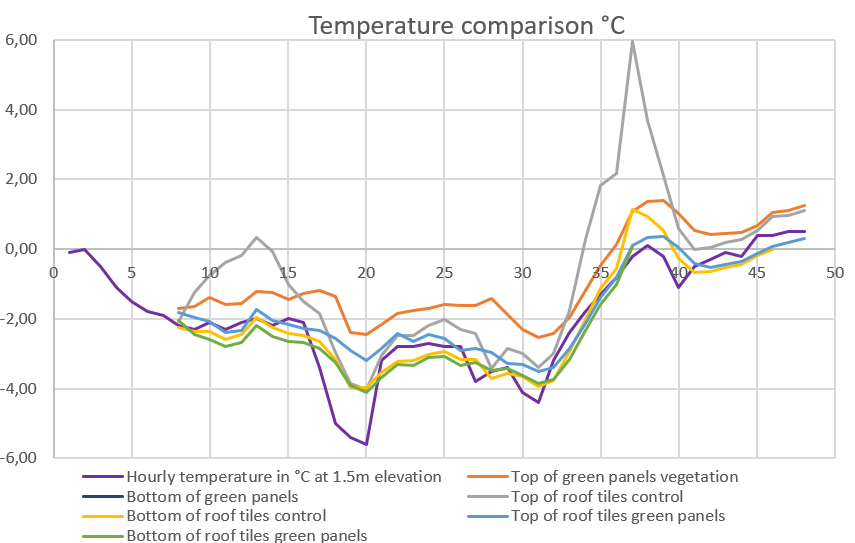 Temperature comparison °C
6,00
4,00
2,00
0,00
0 5 10 15 20 25 30 35 40 45 50
-2,00
-4,00
-6,00
Hourly temperature in °C at 1.5m elevation Top of green panels vegetation
Bottom of green panels Top of roof tiles control
Bottom of roof tiles control Top of roof tiles green panels
Bottom of roof tiles green panels